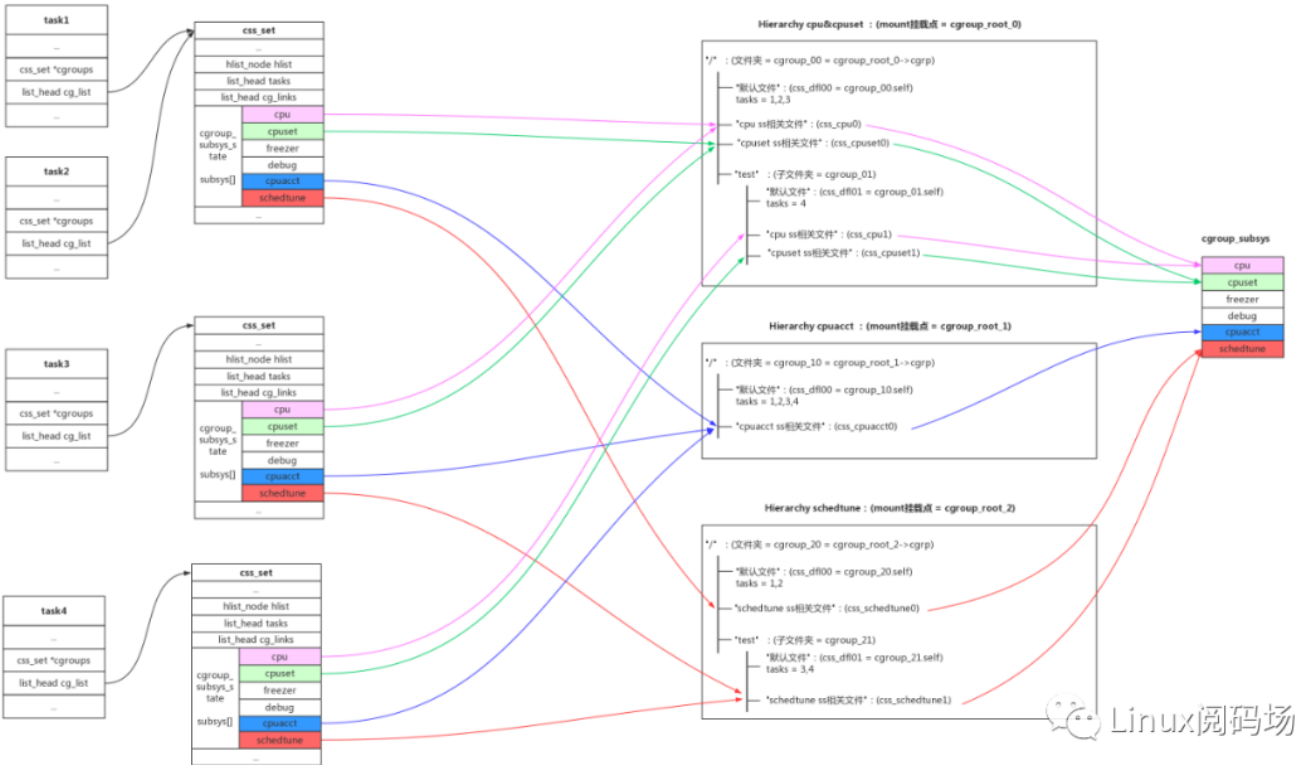 task1
...
css_set *cgroups
list_head cg_list
...
task2
...
css_set *cgroups
list_head cg_list
...
task3
...
css_set *cgroups
list_head cg_list
...
task4
...
css_set *cgroups
list_head cg_list
...
css_set
...
hlist_node hlist
list_head tasks
list_head cg_links
cgroup_
subsys_s
tate
subsys[]
cpu
cpuset
freezer
debug
cpuacct
schedtune
...
css_set
...
hlist_node hlist
list_head tasks
list_head cg_links
cgroup_
subsys_s
tate
subsys[]
cpu
cpuset
freezer
debug
cpuacct
schedtune
...
css_set
...
hlist_node hlist
list_head tasks
list_head cg_links
cgroup_
subsys_s
tate
subsys[]
cpu
cpuset
freezer
debug
cpuacct
schedtune
...
Hierarchy cpu&cpuset ：(mount挂载点 = cgroup_root_0)
"/" ：(文件夹 = cgroup_00 = cgroup_root_0->cgrp)
"默认文件"：(css_dfl00 = cgroup_00.self)
tasks = 1,2,3
"cpu ss相关文件"：(css_cpu0)
"cpuset ss相关文件"：(css_cpuset0)
"test" ：(子文件夹 = cgroup_01)
"默认文件"：(css_dfl01 = cgroup_01.self)
tasks = 4
"cpu ss相关文件"：(css_cpu1)
"cpuset ss相关文件"：(css_cpuset1)
Hierarchy cpuacct ：(mount挂载点 = cgroup_root_1)
"/" ：(文件夹 = cgroup_10 = cgroup_root_1->cgrp)
"默认文件"：(css_dfl00 = cgroup_10.self)
tasks = 1,2,3,4
"cpuacct ss相关文件"：(css_cpuacct0)
Hierarchy schedtune：(mount挂载点 = cgroup_root_2)
"/" ：(文件夹 = cgroup_20 = cgroup_root_2->cgrp)
"默认文件"：(css_dfl00 = cgroup_20.self)
tasks = 1,2
"schedtune ss相关文件"：(css_schedtune0)
"test" ：(子文件夹 = cgroup_21)
"默认文件"：(css_dfl01 = cgroup_21.self)
tasks = 3,4
"schedtune ss相关文件"：(css_schedtune1)
cgroup_subsys
cpu
cpuset
freezer
debug
cpuacct
schedtune
Linux阅码场